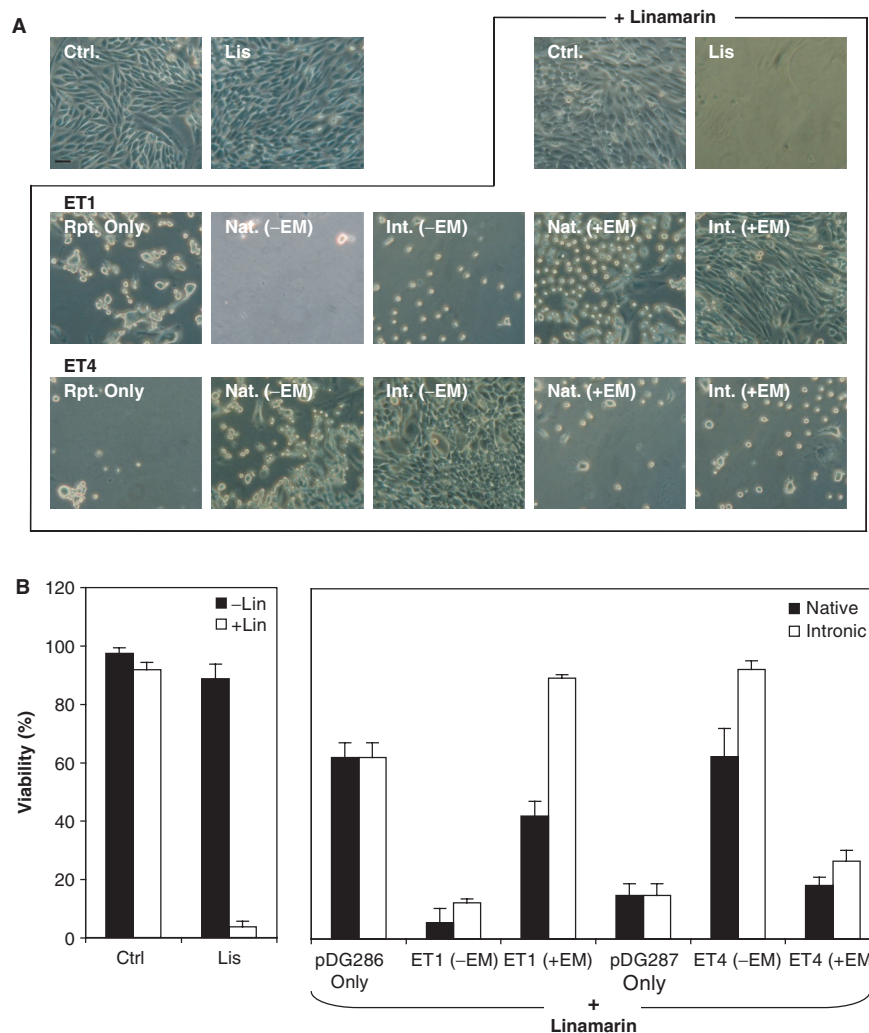 A
+ Linamarin
Ctrl.
Lis
Ctrl.
Lis
ET1
Rpt. Only
Nat. (–EM)
Int. (–EM)
Nat. (+EM)
Int. (+EM)
ET4
Rpt. Only
Nat. (–EM)
Int. (–EM)
Nat. (+EM)
Int. (+EM)
B
120
100
80
60
40
20
0
Viability (%)
–Lin
+Lin
Ctrl
Lis
Native
Intronic
pDG286 Only
ET1 (–EM)
ET1 (+EM)
pDG287 Only
ET4 (–EM)
ET4 (+EM
+
Linamarin